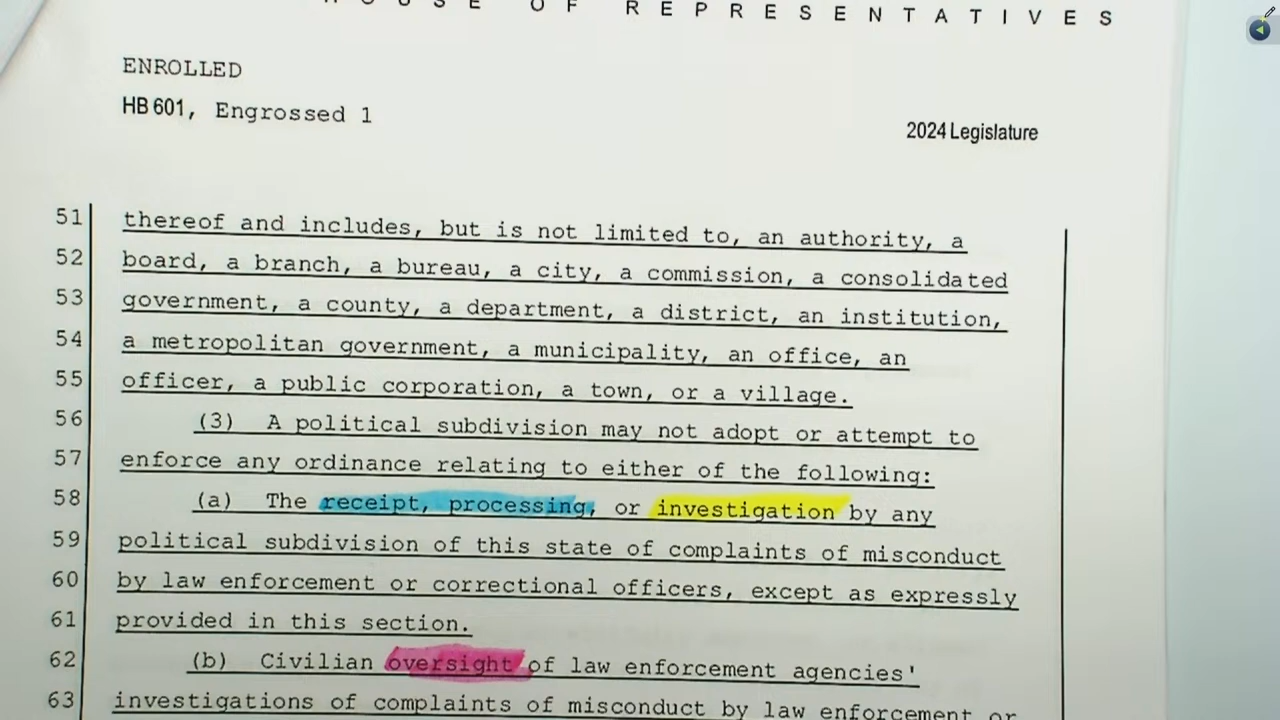 HOUSE OF REPRESENTATIVES
ENROLLED
HB 601, Engrossed 1
2024 Legislature
51 thereof and includes, but is not limited to, an authority, a
52 board, a branch, a bureau, a city, a commission, a consolidated
53 government, a county, a department, a district, an institution,
54 a metropolitan government, a municipality, an office, an
55 officer, a public corporation, a town, or a village.
56 (3) A political subdivision may not adopt or attempt to
57 enforce any ordinance relating to either of the following:
58 (a) The receipt, processing, or investigation by any
59 political subdivision of this state of complaints of misconduct
60 by law enforcement or correctional officers, except as expressly
61 provided in this section.
62 (b) Civilian oversight of law enforcement agencies'
63 investigations of complaints of misconduct by law enforcement or